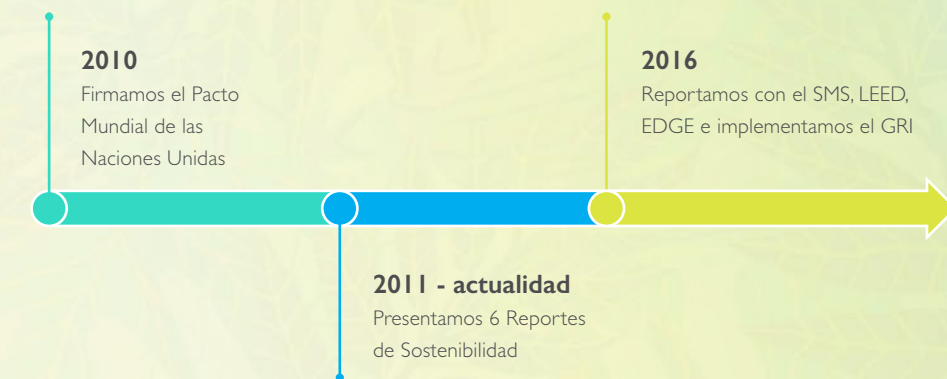 2010
Firmamos el Pacto
Mundial de las
Naciones Unidas
2011 - actualidad
Presentamos 6 Reportes
de Sostenibilidad
2016
Reportamos con el SMS, LEED,
EDGE e implementamos el GRI